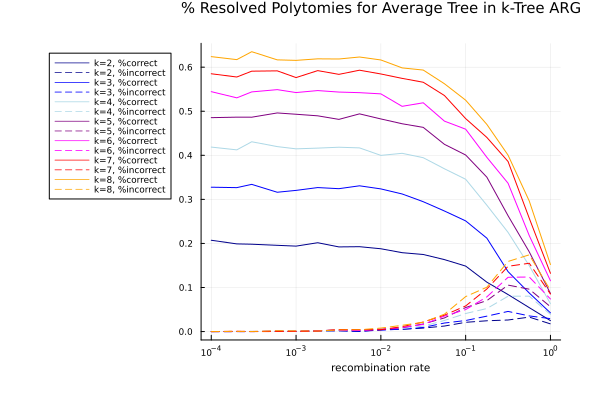 % Resolved Polytomies for Average Tree in k-Tree ARG
k=2, %correct
k=2, %incorrect
k=3, %correct
k=3, %incorrect
k=4, %correct
k=4, %incorrect
k=5, %correct
k=5, %incorrect
k=6, %correct
k=6, %incorrect
k=7, %correct
k=7, %incorrect
k=8, %correct
k=8, %incorrect
0.6
0.5
0.4
0.3
0.2
0.1
0.0
10⁻⁴ 10⁻³ 10⁻² 10⁻¹ 10⁰
recombination rate